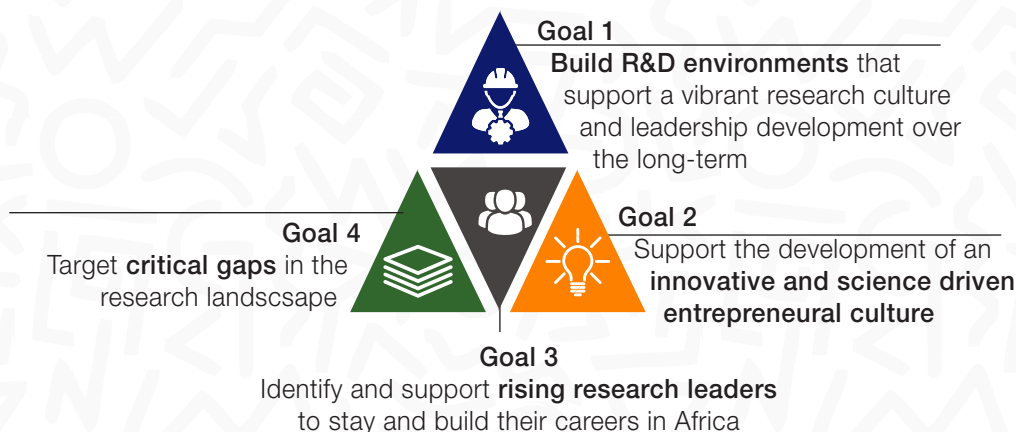 Goal 1
Build R&D environments that
support a vibrant research culture
and leadership development over
the long-term
Goal 2
Support the development of an
innovative and science driven
entrepreneural culture
Goal 4
Target critical gaps in the
research landscsape
Goal 3
Identify and support rising research leaders
to stay and build their careers in Africa